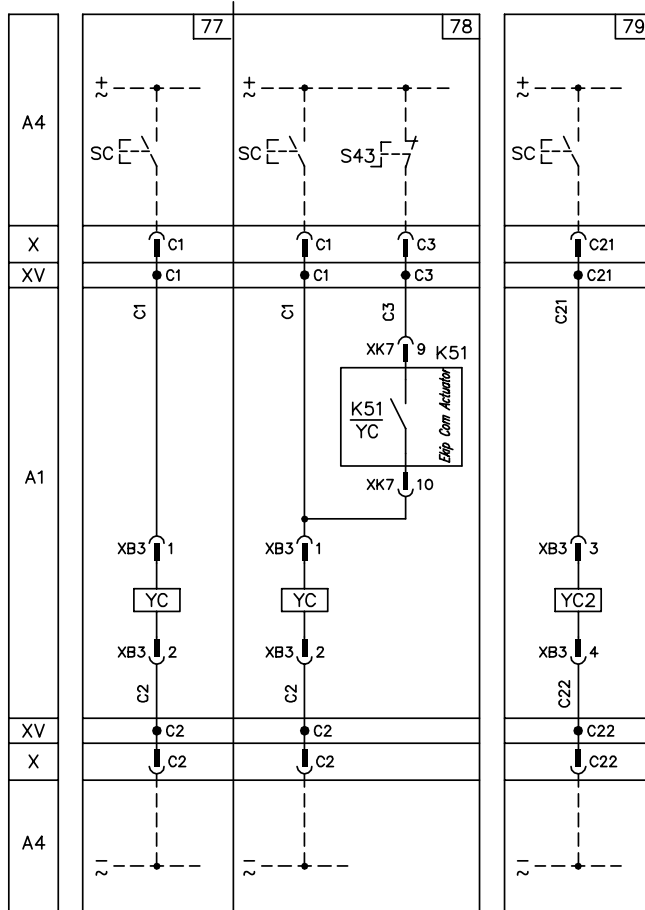 77
78
79
A4
+
~
+
~
+
~
SC
SC
S43
SC
X
C1
C1
C3
C21
XV
C1
C1
C3
C21
C1
C1
C3
C21
XK7 9 K51
K51
YC
Ekip Com Actuator
A1
XK7 10
XB3 1
XB3 1
XB3 3
YC
YC
YC2
XB3 2
XB3 2
XB3 4
C2
C2
C22
XV
C2
C2
C22
X
C2
C2
C22
A4
–
~
–
~
–
~